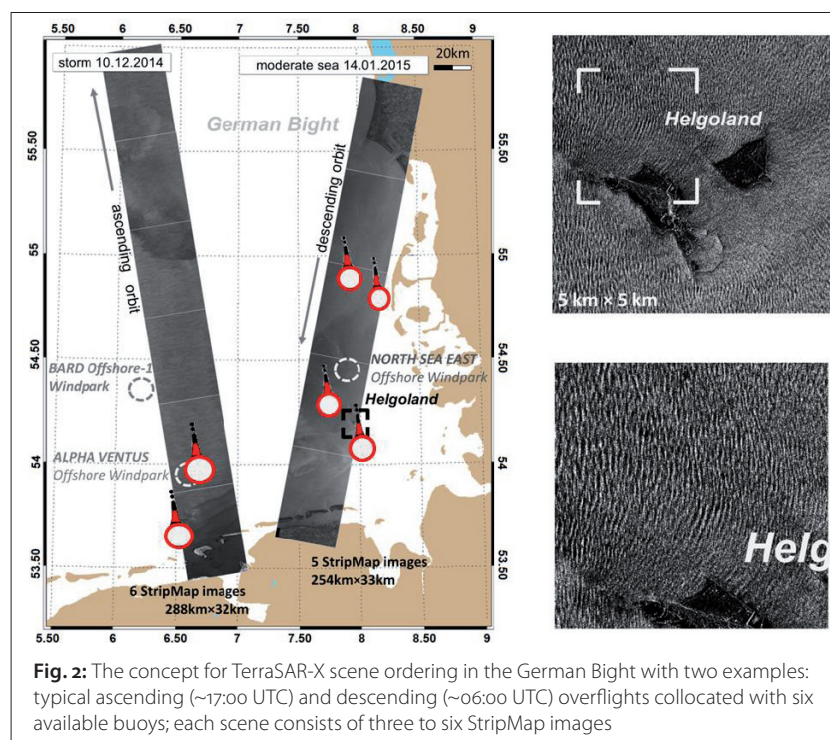 5.50 6 6.50 7 7.50 8 8.50 9
storm 10.12.2014
moderate sea 14.01.2015
20km
German Bight
55.50
55
54.50
54
53.50
ascending orbit
descending orbit
BARD Offshore-1
Windpark
NORTH SEA EAST
Offshore Windpark
Helgoland
ALPHA VENTUS
Offshore Windpark
6 StripMap images
288km×32km
5 StripMap images
254km×33km
55.50
55
54.50
54
53.50
5.50 6 6.50 7 7.50 8 8.50 9
Helgoland
5 km × 5 km
Helg
Fig. 2: The concept for TerraSAR-X scene ordering in the German Bight with two examples:
typical ascending (~17:00 UTC) and descending (~06:00 UTC) overflights collocated with six
available buoys; each scene consists of three to six StripMap images